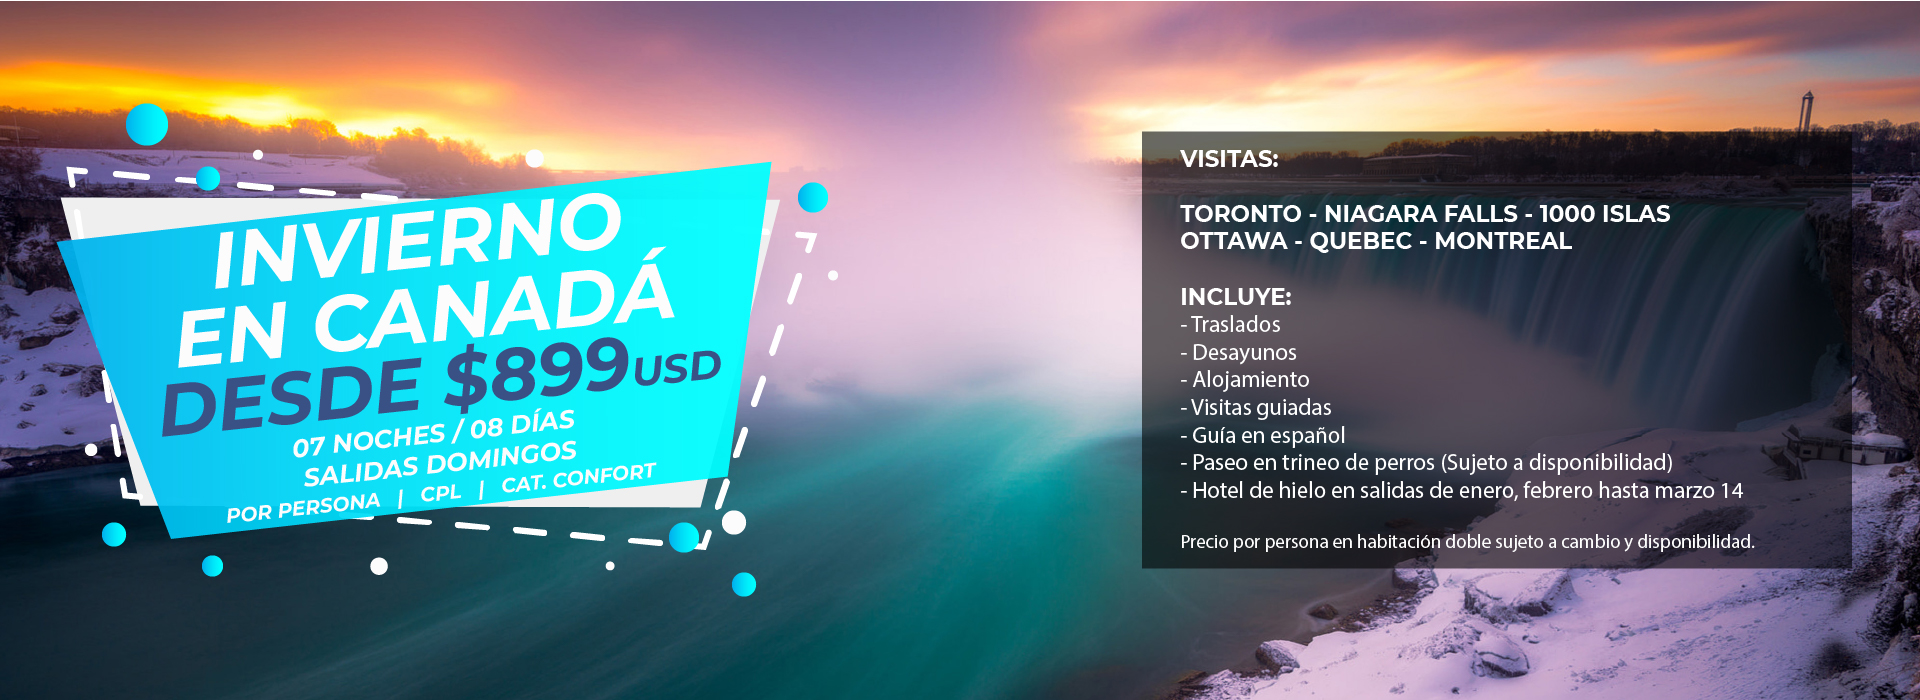 INVIERNO
EN CANADÁ
DESDE $899 USD
07 NOCHES / 08 DÍAS
SALIDAS DOMINGOS
POR PERSONA | CPL | CAT. CONFORT
VISITAS:
TORONTO - NIAGARA FALLS - 1000 ISLAS
OTTAWA - QUEBEC - MONTREAL
INCLUYE:
- Traslados
- Desayunos
- Alojamiento
- Visitas guiadas
- Guía en español
- Paseo en trineo de perros (Sujeto a disponibilidad)
- Hotel de hielo en salidas de enero, febrero hasta marzo 14
Precio por persona en habitación doble sujeto a cambio y disponibilidad.